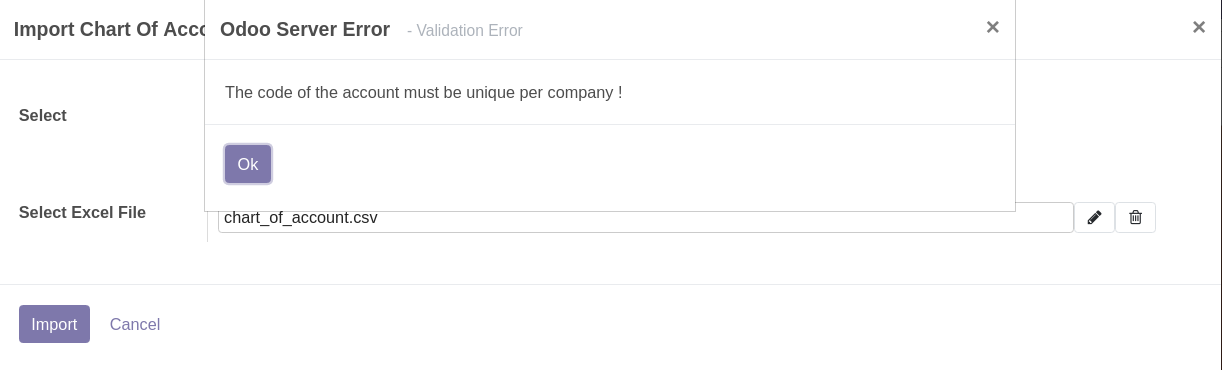 Import Chart Of Acco
Odoo Server Error - Validation Error ×
×
The code of the account must be unique per company !
Select
Ok
Select Excel File
chart_of_account.csv
Import Cancel